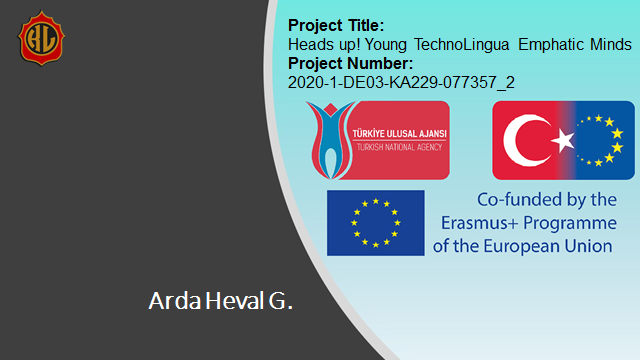 HL
Project Title:
Heads up! Young TechnoLingua Emphatic Minds
Project Number:
2020-1-DE03-KA229-077357_2
TÜRKİYE ULUSAL AJANSI
TURKISH NATIONAL AGENCY
Co-funded by the
Erasmus+ Programme
of the European Union
Arda Heval G.